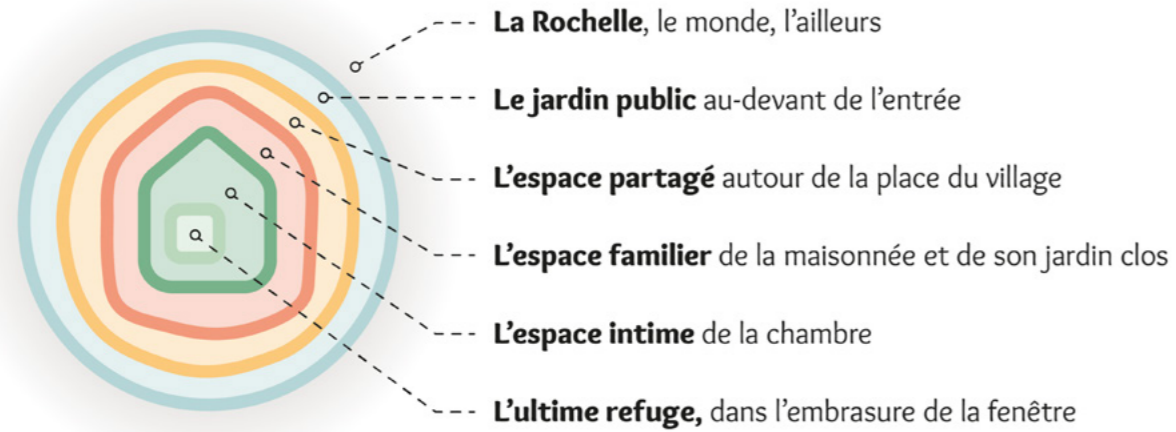 La Rochelle, le monde, l’ailleurs
Le jardin public au-devant de l’entrée
L’espace partagé autour de la place du village
L’espace familier de la maisonnée et de son jardin clos
L’espace intime de la chambre
L’ultime refuge, dans l’embrasure de la fenêtre